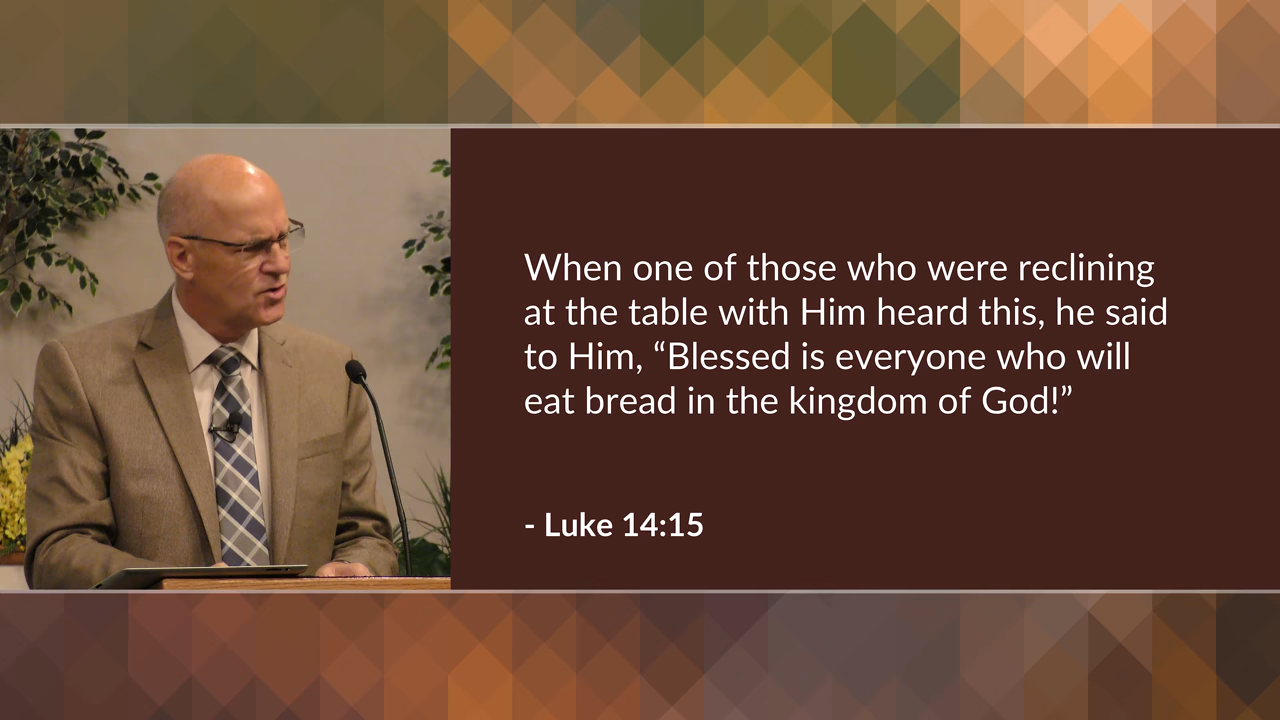 When one of those who were reclining
at the table with Him heard this, he said
to Him, “Blessed is everyone who will
eat bread in the kingdom of God!”
- Luke 14:15